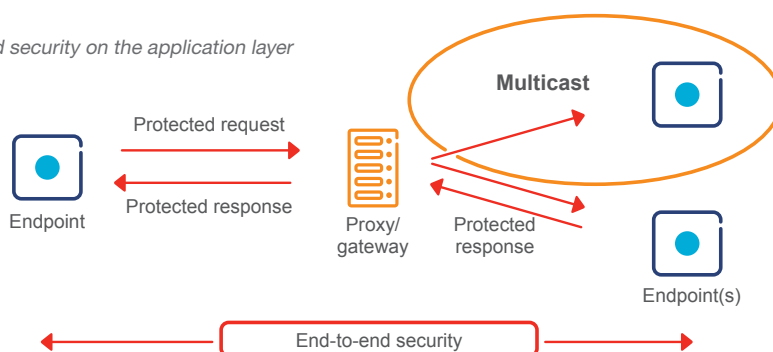 d security on the application layer
Multicast
Protected request
Protected response
Endpoint
Proxy/
gateway
Protected
response
Endpoint(s)
End-to-end security